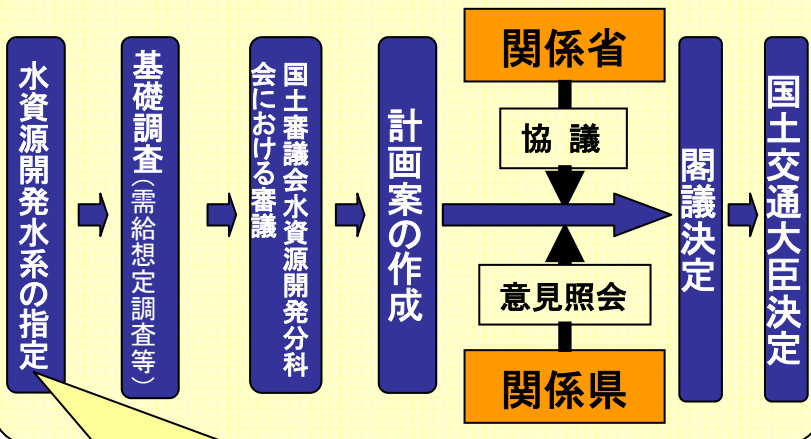 水資源開発水系の指定
基礎調査(需給想定調査等)
国土審議会水資源開発分科
会における審議
計画案の作成
関係省
協 議
意見照会
関係県
閣議決定
国土交通大臣決定